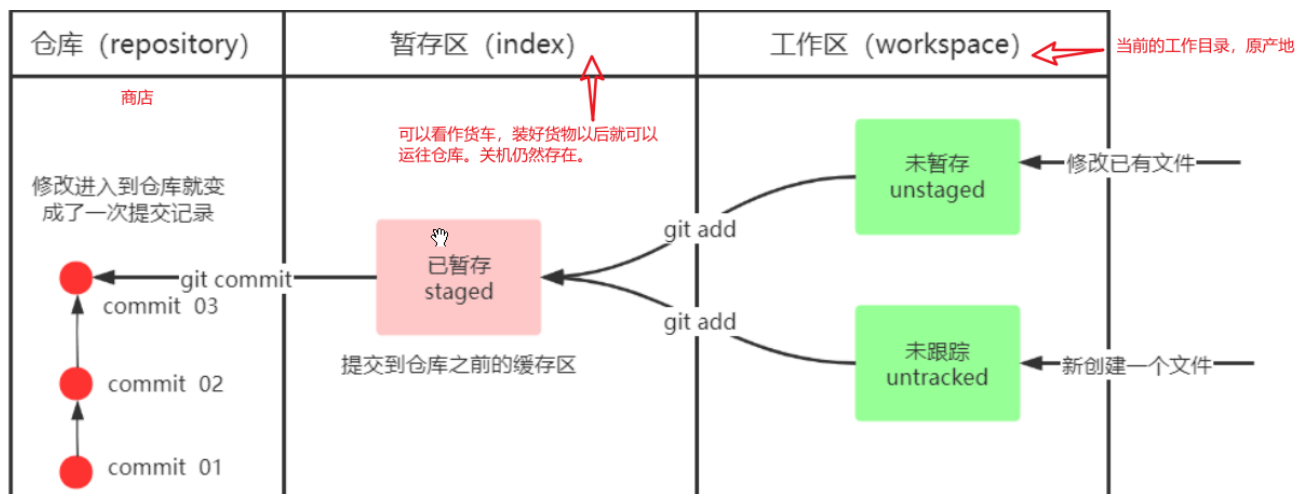 仓库（repository）
暂存区（index）
工作区（workspace）
当前的工作目录，原产地
商店
可以看作货车，装好货物以后就可以
运往仓库。关机仍然存在。
修改进入到仓库就变
成了一次提交记录
未暂存
unstaged
修改已有文件
git add
已暂存
staged
git commit
commit 03
git add
提交到仓库之前的缓存区
未跟踪
untracked
新创建一个文件
commit 02
commit 01